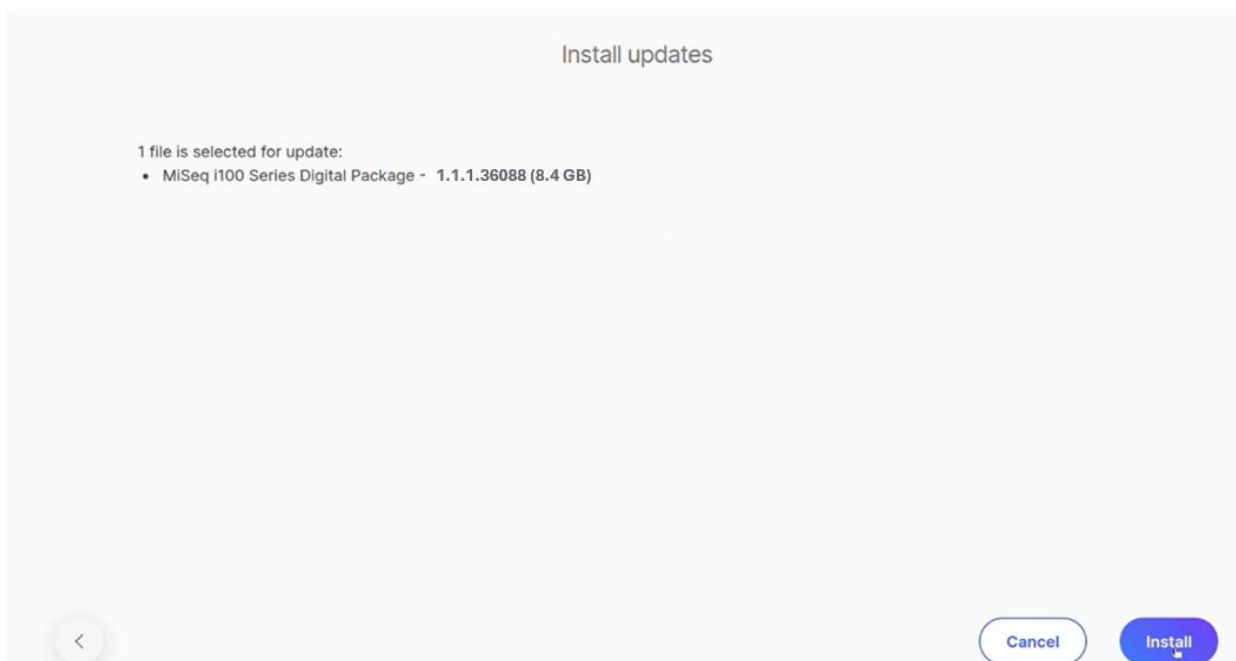 Install updates
1 file is selected for update:
• MiSeq i100 Series Digital Package - 1.1.1.36088 (8.4 GB)
Cancel
Install